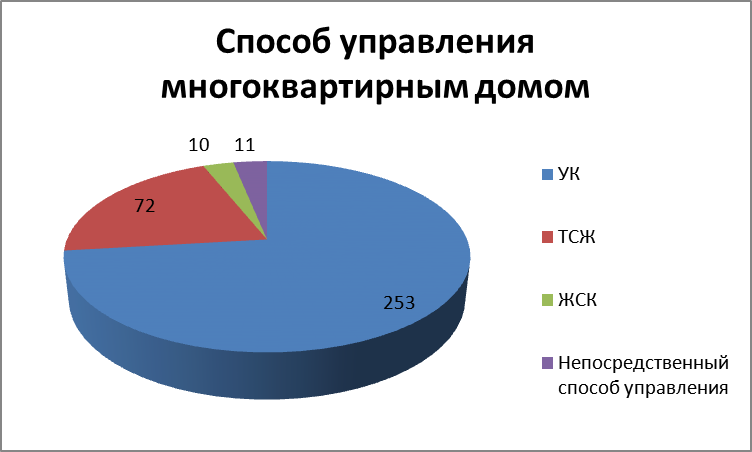 Способ управления
многоквартирным домом
10
11
72
253
УК
ТСЖ
ЖСК
Непосредственный
способ управления